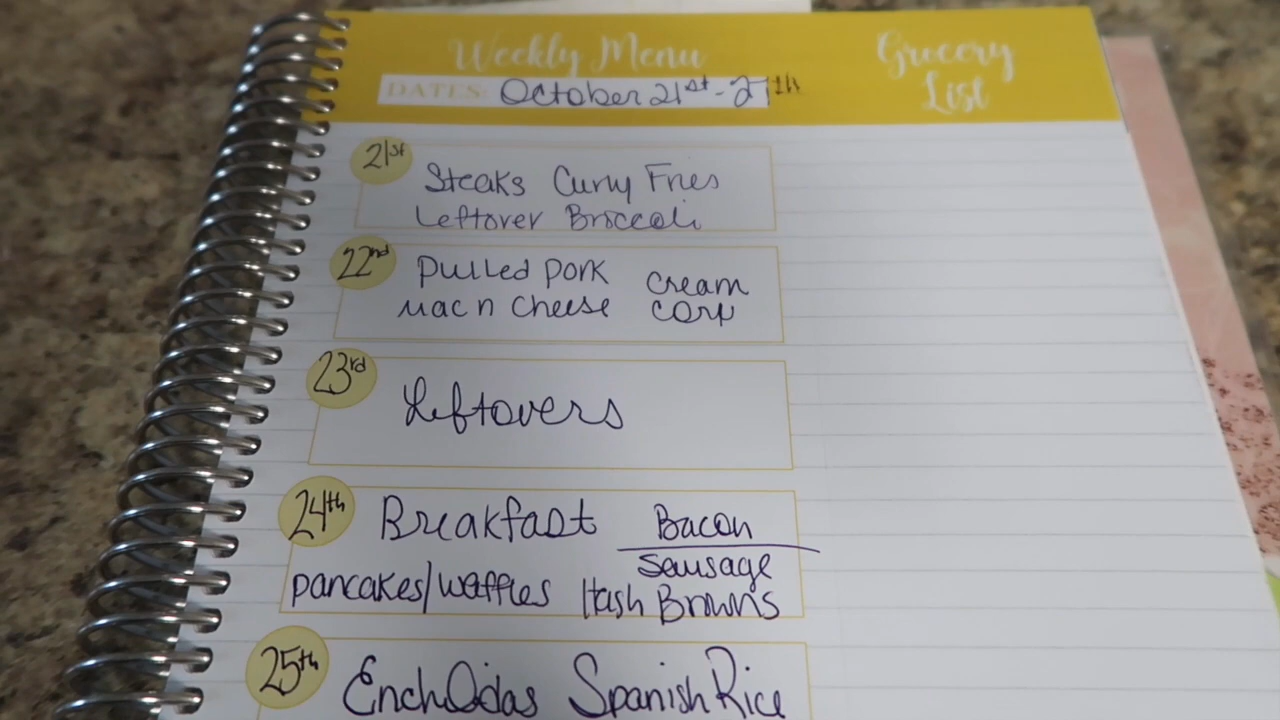 Weekly Menu
DATES: October 21st - 27th
Grocery
List
21st
Steaks Curly Fries
Leftover Broccoli
22nd
Pulled pork cream
Mac n Cheese corn
23rd
Leftovers
24th
Breakfast Bacon
Sausage
pancakes/waffles Hash Browns
25th
Enchiladas Spanish Rice